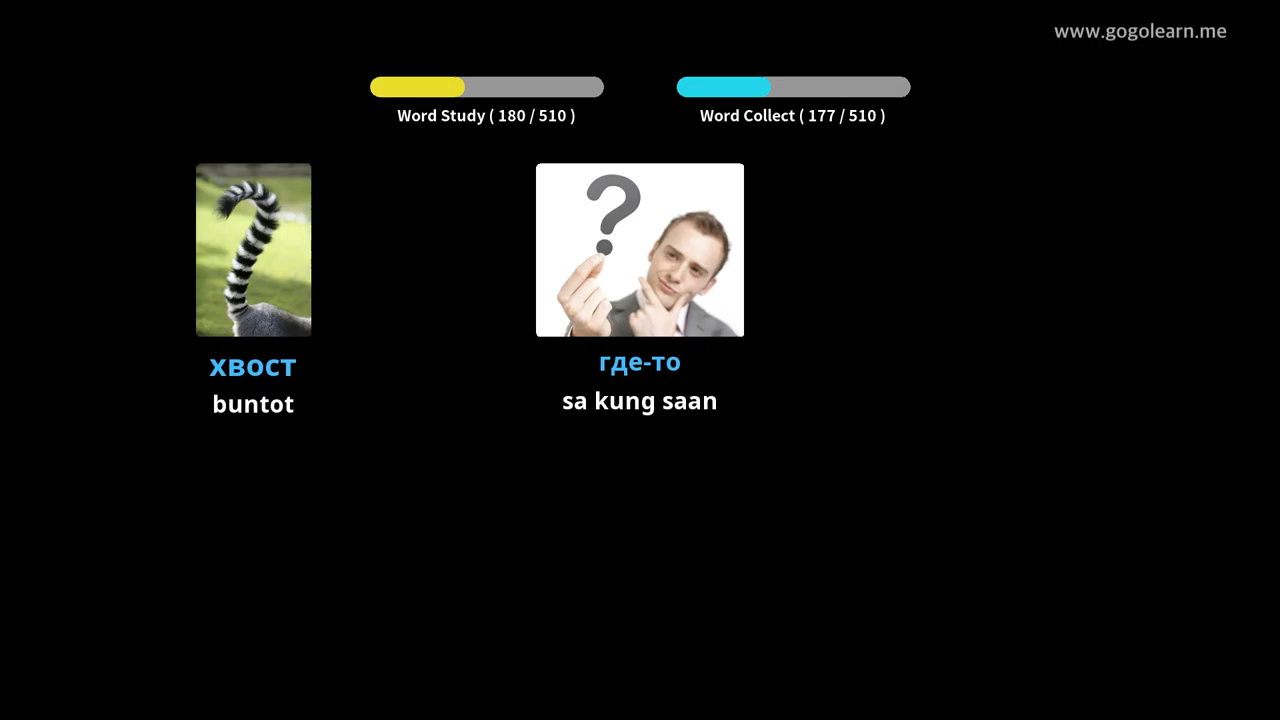 www.gogolearn.me
Word Study ( 180 / 510 )
Word Collect ( 177 / 510 )
хвост
buntot
где-то
sa kung saan